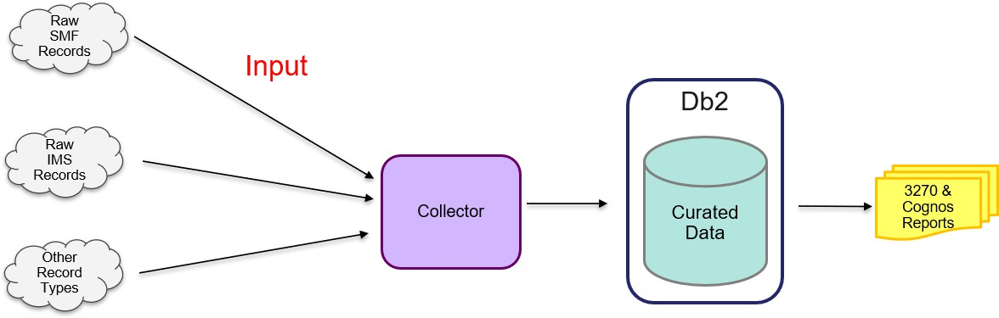 Raw
SMF
Records
Input
Raw
IMS
Records
Other
Record
Types
Collector
Db2
Curated
Data
3270 &
Cognos
Reports